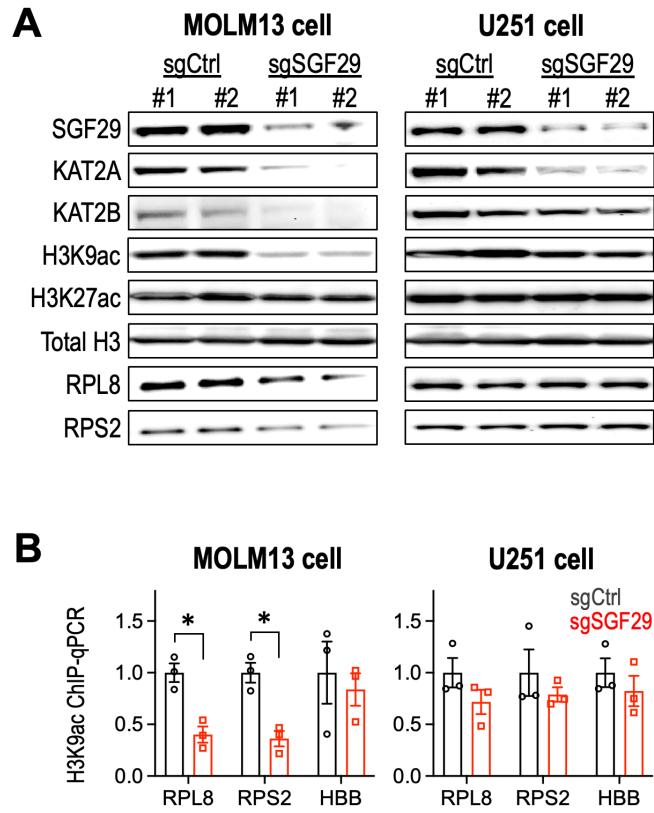 A
MOLM13 cell U251 cell
sgCtrl sgSGF29 sgCtrl sgSGF29
#1 #2 #1 #2 #1 #2 #1 #2
SGF29
KAT2A
KAT2B
H3K9ac
H3K27ac
Total H3
RPL8
RPS2
B
MOLM13 cell U251 cell
H3K9ac ChIP-qPCR
sgCtrl
sgSGF29
* *
1.5 1.5
1.0 1.0
0.5 0.5
0.0 0.0
RPL8 RPS2 HBB RPL8 RPS2 HBB